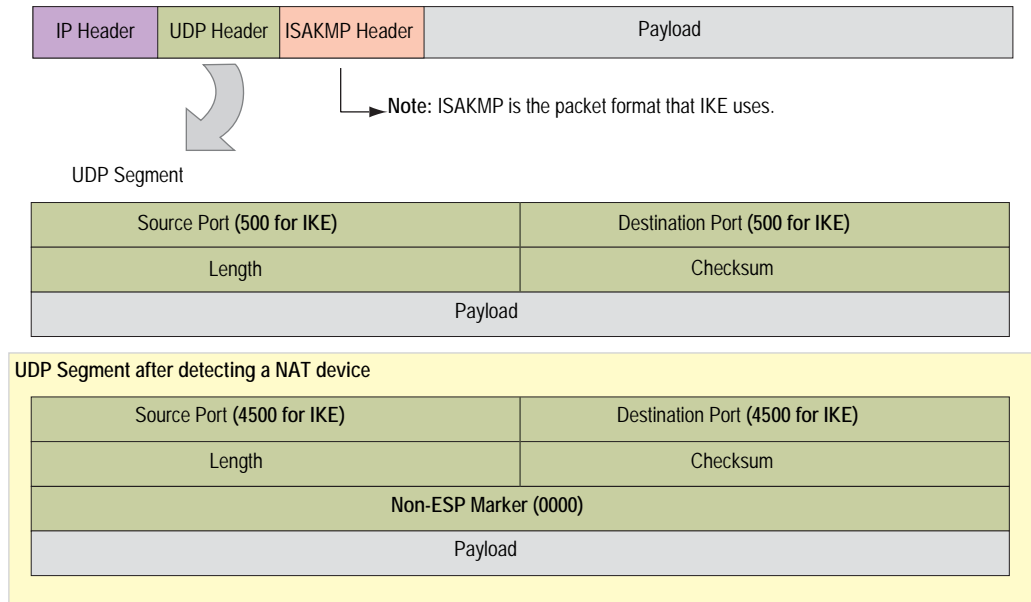 IP Header UDP Header ISAKMP Header Payload
Note: ISAKMP is the packet format that IKE uses.
UDP Segment
Source Port (500 for IKE) Destination Port (500 for IKE)
Length Checksum
Payload
UDP Segment after detecting a NAT device
Source Port (4500 for IKE) Destination Port (4500 for IKE)
Length Checksum
Non-ESP Marker (0000)
Payload